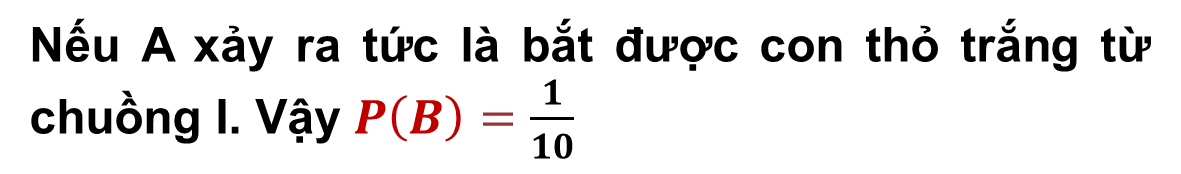 Nếu A xảy ra tức là bắt được con thỏ trắng từ
chuồng I. Vậy P(B) = 1/10